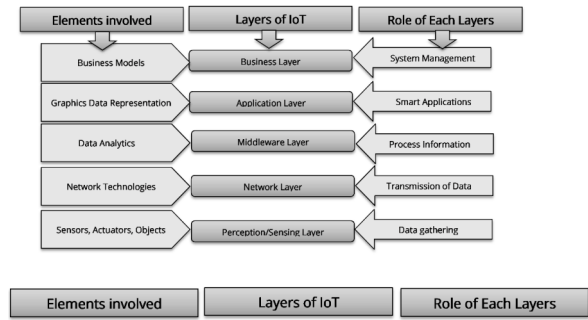 Elements involved Layers of IoT Role of Each Layers
Business Models Business Layer System Management
Graphics Data Representation Application Layer Smart Applications
Data Analytics Middleware Layer Process Information
Network Technologies Network Layer Transmission of Data
Sensors, Actuators, Objects Perception/Sensing Layer Data gathering
Elements involved Layers of IoT Role of Each Layers